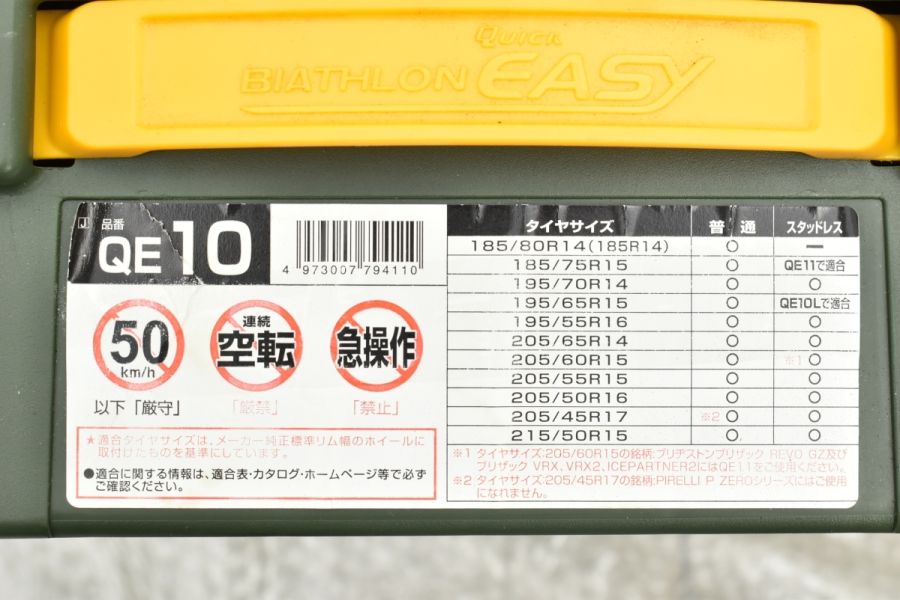 QUICK
BIATHLON EASY
品番
QE10
4 973007 794110
50
km/h
以下「厳守」
連続
空転
「厳禁」
急操作
「禁止」
★適合タイヤサイズは、メーカー純正標準リム幅のホイールに
取付けたものを基準にしています。
●適合に関する情報は、適合表・カタログ・ホームページ等で必ず
ご確認ください。
タイヤサイズ 普通 スタッドレス
185/80R14(185R14) ○ ー
185/75R15 ○ QE11で適合
195/70R14 ○ ○
195/65R15 ○ QE10Lで適合
195/55R16 ○ ○
205/65R14 ○ ○
205/60R15 ○ ※1 ○
205/55R15 ○ ○
205/50R16 ○ ○
205/45R17 ※2 ○ ○
215/50R15 ○ ○
※1 タイヤサイズ:205/60R15の銘柄:ブリヂストンブリザック REVO GZ及び
ブリザック VRX、VRX2、ICEPARTNER2にはQE11をご使用ください。
※2 タイヤサイズ:205/45R17の銘柄:PIRELLI P ZEROシリーズにはご使用
になれません。